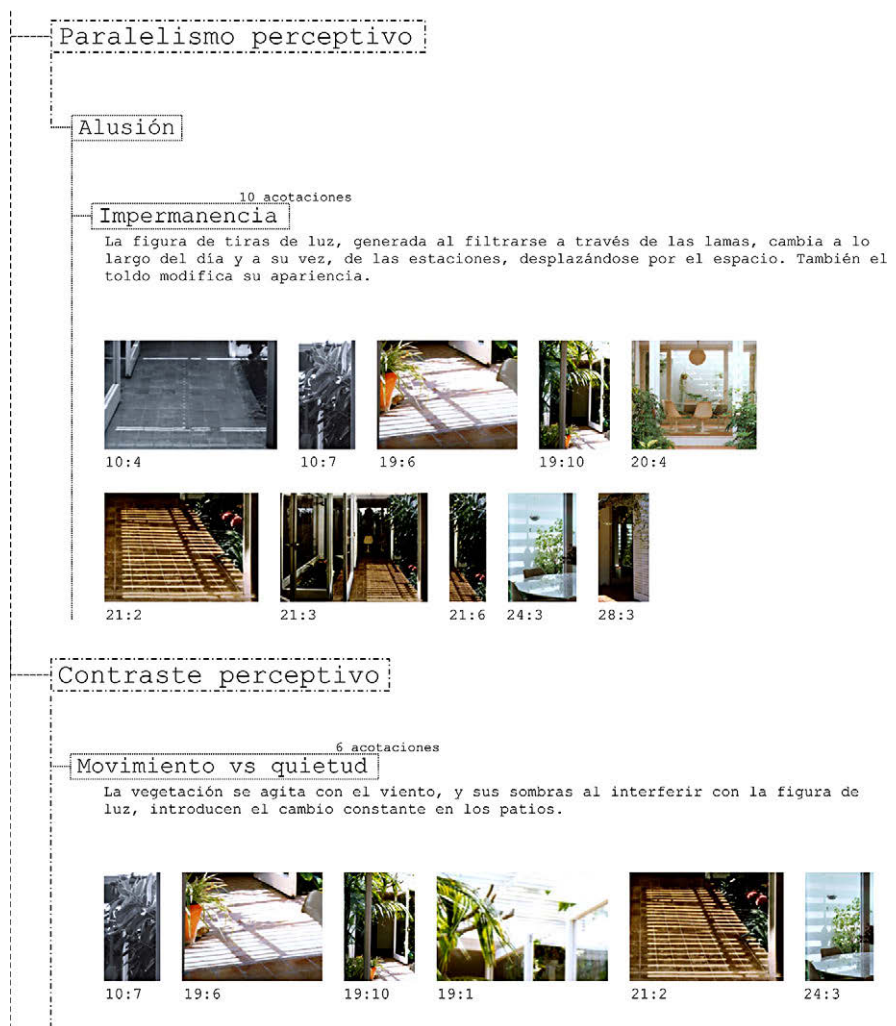 Paralelismo perceptivo
Alusión
10 acotaciones
Impermanencia
La figura de tiras de luz, generada al filtrarse a través de las lamas, cambia a lo
largo del día y a su vez, de las estaciones, desplazándose por el espacio. También el
toldo modifica su apariencia.
10:4 10:7 19:6 19:10 20:4
21:2 21:3 21:6 24:3 28:3
Contraste perceptivo
6 acotaciones
Movimiento vs quietud
La vegetación se agita con el viento, y sus sombras al interferir con la figura de
luz, introducen el cambio constante en los patios.
10:7 19:6 19:10 19:1 21:2 24:3